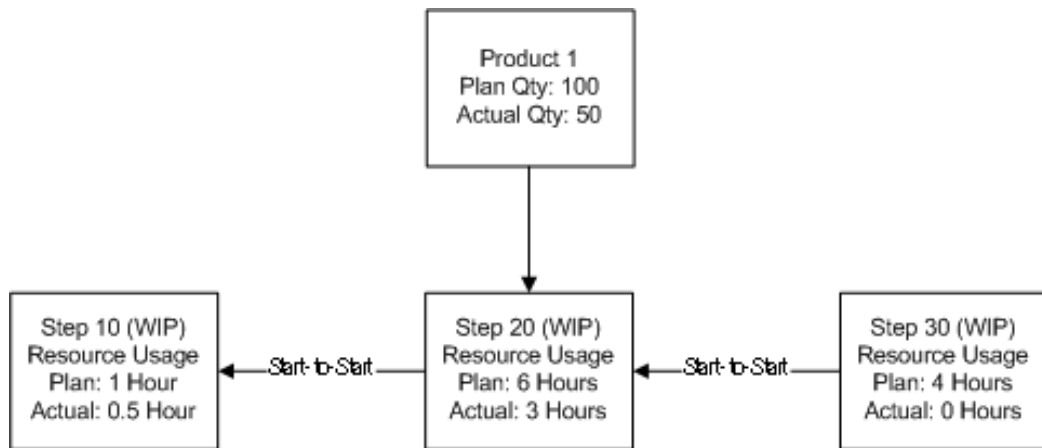 Product 1
Plan Qty: 100
Actual Qty: 50
Step 10 (WIP)
Resource Usage
Plan: 1 Hour
Actual: 0.5 Hour
Start-to-Start
Step 20 (WIP)
Resource Usage
Plan: 6 Hours
Actual: 3 Hours
Start-to-Start
Step 30 (WIP)
Resource Usage
Plan: 4 Hours
Actual: 0 Hours